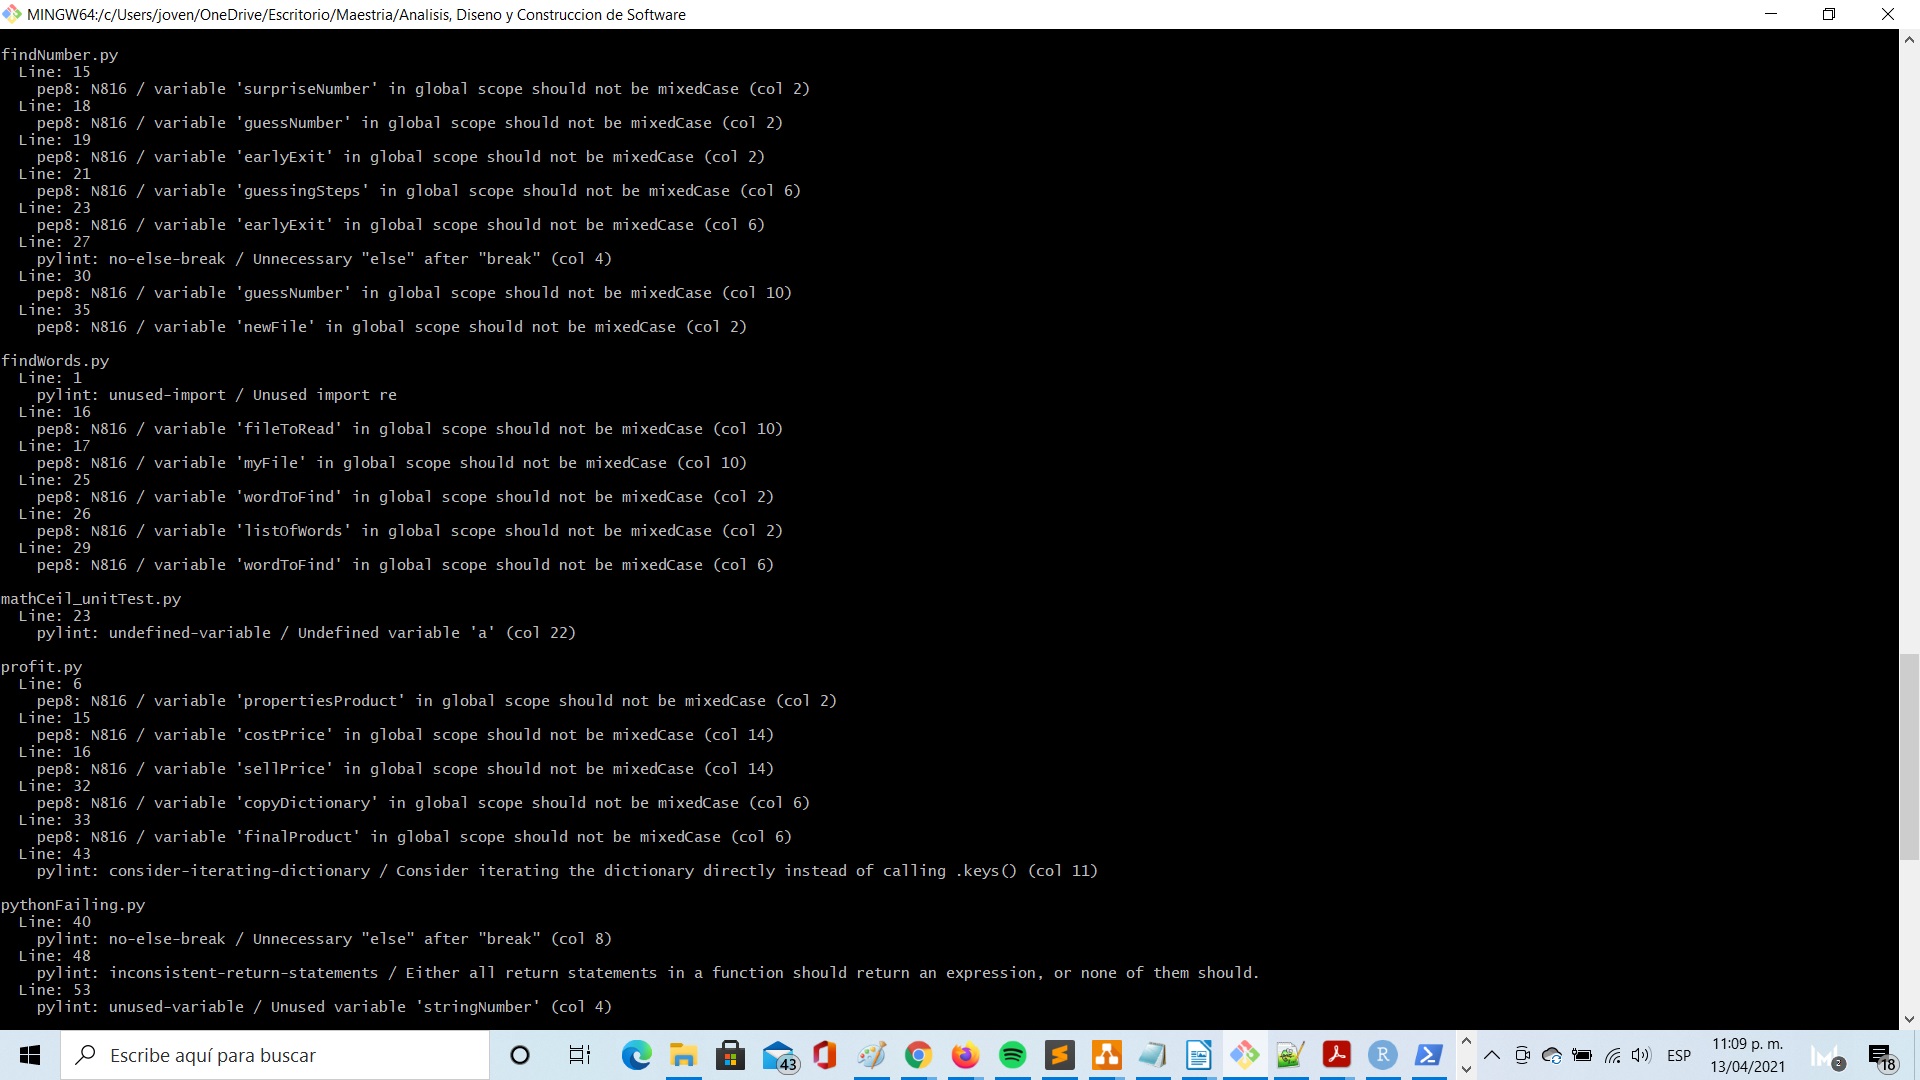 MINGW64:/c/Users/joven/OneDrive/Escritorio/Maestria/Analisis, Diseno y Construccion de Software
findNumber.py
Line: 15
pep8: N816 / variable 'surpriseNumber' in global scope should not be mixedCase (col 2)
Line: 18
pep8: N816 / variable 'guessNumber' in global scope should not be mixedCase (col 2)
Line: 19
pep8: N816 / variable 'earlyExit' in global scope should not be mixedCase (col 2)
Line: 21
pep8: N816 / variable 'guessingSteps' in global scope should not be mixedCase (col 6)
Line: 23
pep8: N816 / variable 'earlyExit' in global scope should not be mixedCase (col 6)
Line: 27
pylint: no-else-break / Unnecessary "else" after "break" (col 4)
Line: 30
pep8: N816 / variable 'guessNumber' in global scope should not be mixedCase (col 10)
Line: 35
pep8: N816 / variable 'newFile' in global scope should not be mixedCase (col 2)
findWords.py
Line: 1
pylint: unused-import / Unused import re
Line: 16
pep8: N816 / variable 'fileToRead' in global scope should not be mixedCase (col 10)
Line: 17
pep8: N816 / variable 'myFile' in global scope should not be mixedCase (col 10)
Line: 25
pep8: N816 / variable 'wordToFind' in global scope should not be mixedCase (col 2)
Line: 26
pep8: N816 / variable 'listOfWords' in global scope should not be mixedCase (col 2)
Line: 29
pep8: N816 / variable 'wordToFind' in global scope should not be mixedCase (col 6)
mathCeil_unitTest.py
Line: 23
pylint: undefined-variable / Undefined variable 'a' (col 22)
profit.py
Line: 6
pep8: N816 / variable 'propertiesProduct' in global scope should not be mixedCase (col 2)
Line: 15
pep8: N816 / variable 'costPrice' in global scope should not be mixedCase (col 14)
Line: 16
pep8: N816 / variable 'sellPrice' in global scope should not be mixedCase (col 14)
Line: 32
pep8: N816 / variable 'copyDictionary' in global scope should not be mixedCase (col 6)
Line: 33
pep8: N816 / variable 'finalProduct' in global scope should not be mixedCase (col 6)
Line: 43
pylint: consider-iterating-dictionary / Consider iterating the dictionary directly instead of calling .keys() (col 11)
pythonFailing.py
Line: 40
pylint: no-else-break / Unnecessary "else" after "break" (col 8)
Line: 48
pylint: inconsistent-return-statements / Either all return statements in a function should return an expression, or none of them should.
Line: 53
pylint: unused-variable / Unused variable 'stringNumber' (col 4)
Escribe aquí para buscar
43
R
ESP
11:09 p. m.
13/04/2021
2
18